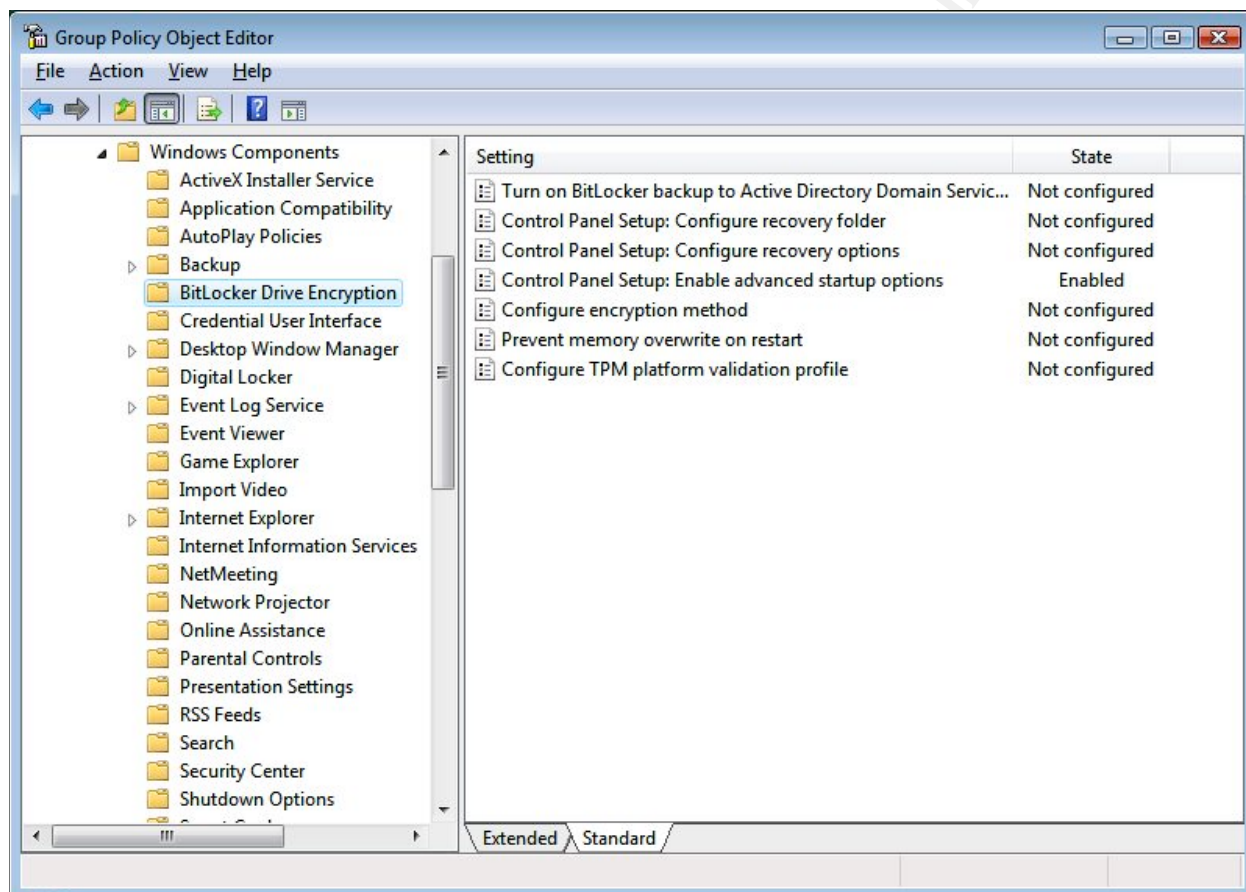 Group Policy Object Editor
File Action View Help
Windows Components
ActiveX Installer Service
Application Compatibility
AutoPlay Policies
Backup
BitLocker Drive Encryption
Credential User Interface
Desktop Window Manager
Digital Locker
Event Log Service
Event Viewer
Game Explorer
Import Video
Internet Explorer
Internet Information Services
NetMeeting
Network Projector
Online Assistance
Parental Controls
Presentation Settings
RSS Feeds
Search
Security Center
Shutdown Options
Setting State
Turn on BitLocker backup to Active Directory Domain Servic... Not configured
Control Panel Setup: Configure recovery folder Not configured
Control Panel Setup: Configure recovery options Not configured
Control Panel Setup: Enable advanced startup options Enabled
Configure encryption method Not configured
Prevent memory overwrite on restart Not configured
Configure TPM platform validation profile Not configured
Extended Standard